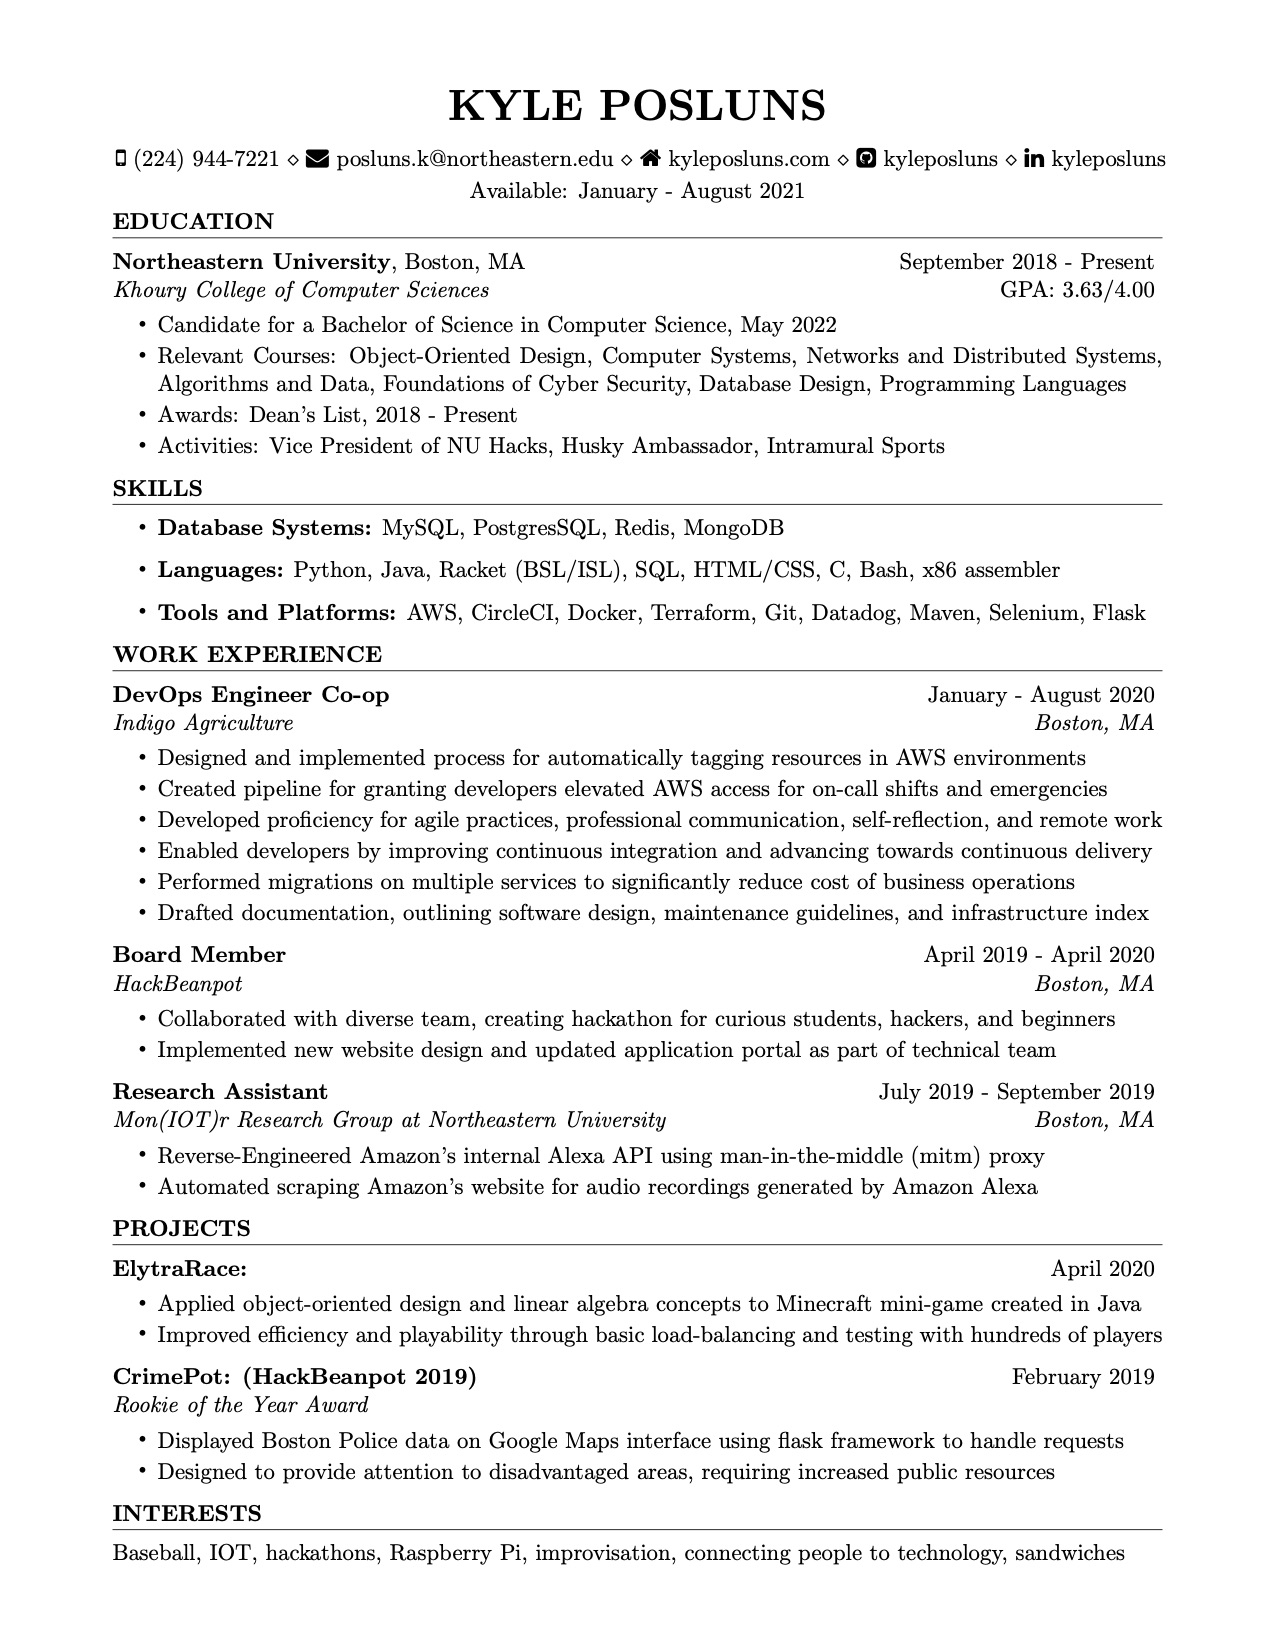 KYLE POSLUNS
(224) 944-7221 ⋄ posluns.k@northeastern.edu ⋄ kyleposluns.com ⋄ kyleposluns ⋄ in kyleposluns
Available: January - August 2021
EDUCATION
Northeastern University, Boston, MA September 2018 - Present
Khoury College of Computer Sciences GPA: 3.63/4.00
• Candidate for a Bachelor of Science in Computer Science, May 2022
• Relevant Courses: Object-Oriented Design, Computer Systems, Networks and Distributed Systems,
Algorithms and Data, Foundations of Cyber Security, Database Design, Programming Languages
• Awards: Dean's List, 2018 - Present
• Activities: Vice President of NU Hacks, Husky Ambassador, Intramural Sports
SKILLS
• Database Systems: MySQL, PostgresSQL, Redis, MongoDB
• Languages: Python, Java, Racket (BSL/ISL), SQL, HTML/CSS, C, Bash, x86 assembler
• Tools and Platforms: AWS, CircleCI, Docker, Terraform, Git, Datadog, Maven, Selenium, Flask
WORK EXPERIENCE
DevOps Engineer Co-op January - August 2020
Indigo Agriculture Boston, MA
• Designed and implemented process for automatically tagging resources in AWS environments
• Created pipeline for granting developers elevated AWS access for on-call shifts and emergencies
• Developed proficiency for agile practices, professional communication, self-reflection, and remote work
• Enabled developers by improving continuous integration and advancing towards continuous delivery
• Performed migrations on multiple services to significantly reduce cost of business operations
• Drafted documentation, outlining software design, maintenance guidelines, and infrastructure index
Board Member April 2019 - April 2020
HackBeanpot Boston, MA
• Collaborated with diverse team, creating hackathon for curious students, hackers, and beginners
• Implemented new website design and updated application portal as part of technical team
Research Assistant July 2019 - September 2019
Mon(IOT)r Research Group at Northeastern University Boston, MA
• Reverse-Engineered Amazon's internal Alexa API using man-in-the-middle (mitm) proxy
• Automated scraping Amazon's website for audio recordings generated by Amazon Alexa
PROJECTS
ElytraRace: April 2020
• Applied object-oriented design and linear algebra concepts to Minecraft mini-game created in Java
• Improved efficiency and playability through basic load-balancing and testing with hundreds of players
CrimePot: (HackBeanpot 2019) February 2019
Rookie of the Year Award
• Displayed Boston Police data on Google Maps interface using flask framework to handle requests
• Designed to provide attention to disadvantaged areas, requiring increased public resources
INTERESTS
Baseball, IOT, hackathons, Raspberry Pi, improvisation, connecting people to technology, sandwiches